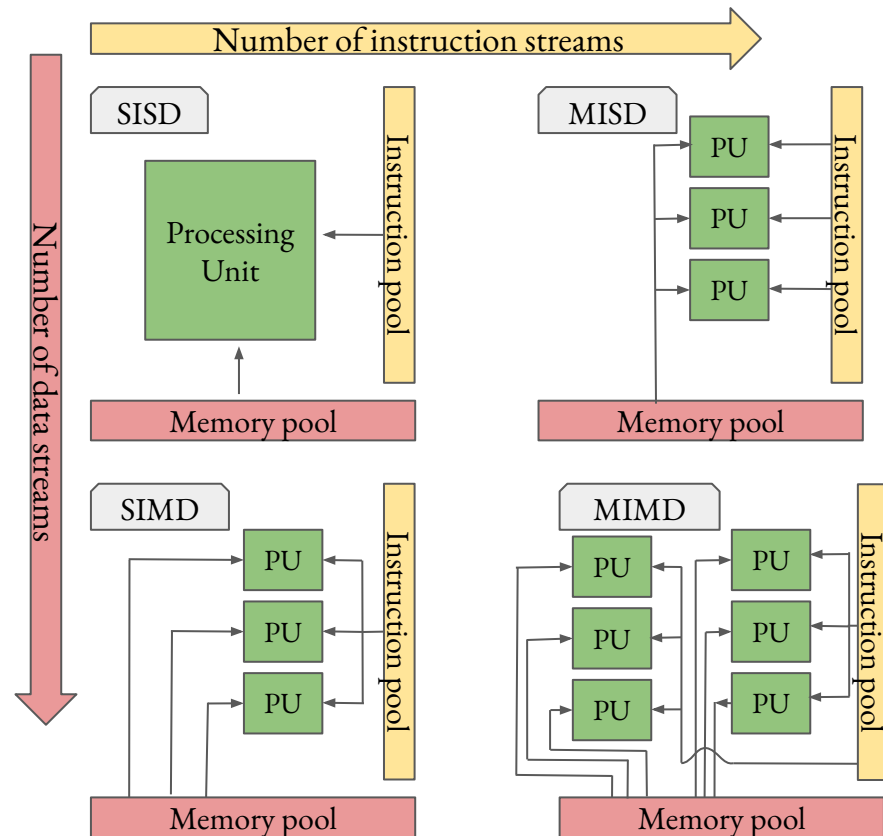 Number of instruction streams
Number of data streams
SISD
Processing
Unit
Instruction pool
Memory pool
MISD
PU
PU
PU
Instruction pool
Memory pool
SIMD
PU
PU
PU
Instruction pool
Memory pool
MIMD
PU
PU
PU
PU
PU
PU
Instruction pool
Memory pool